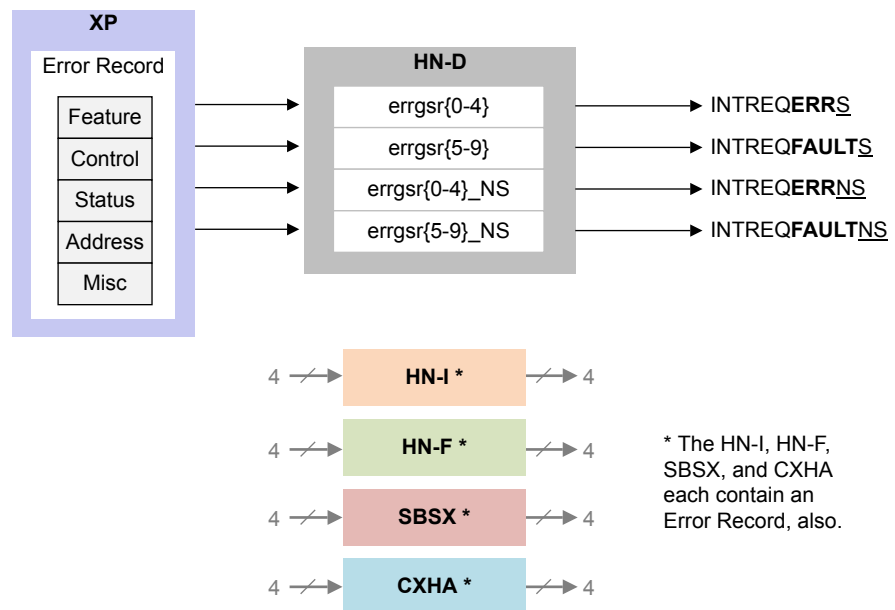 XP
Error Record
Feature
Control
Status
Address
Misc
HN-D
errgsr{0-4}
errgsr{5-9}
errgsr{0-4}_NS
errgsr{5-9}_NS
INTREQERRS
INTREQFAULTS
INTREQERRNS
INTREQFAULTNS
4 HN-I * 4
4 HN-F * 4
4 SBSX * 4
4 CXHA * 4
* The HN-I, HN-F,
SBSX, and CXHA
each contain an
Error Record, also.